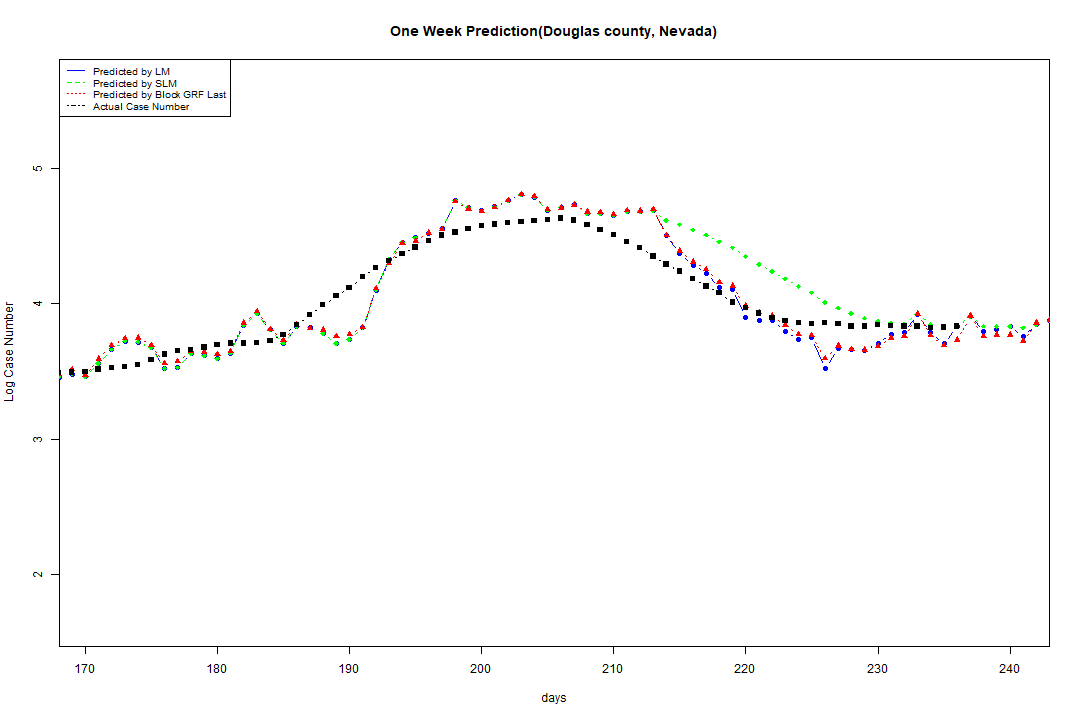 One Week Prediction(Douglas county, Nevada)
Predicted by LM
Predicted by SLM
Predicted by Block GRF Last
Actual Case Number
5
4
3
2
Log Case Number
170 180 190 200 210 220 230 240
days